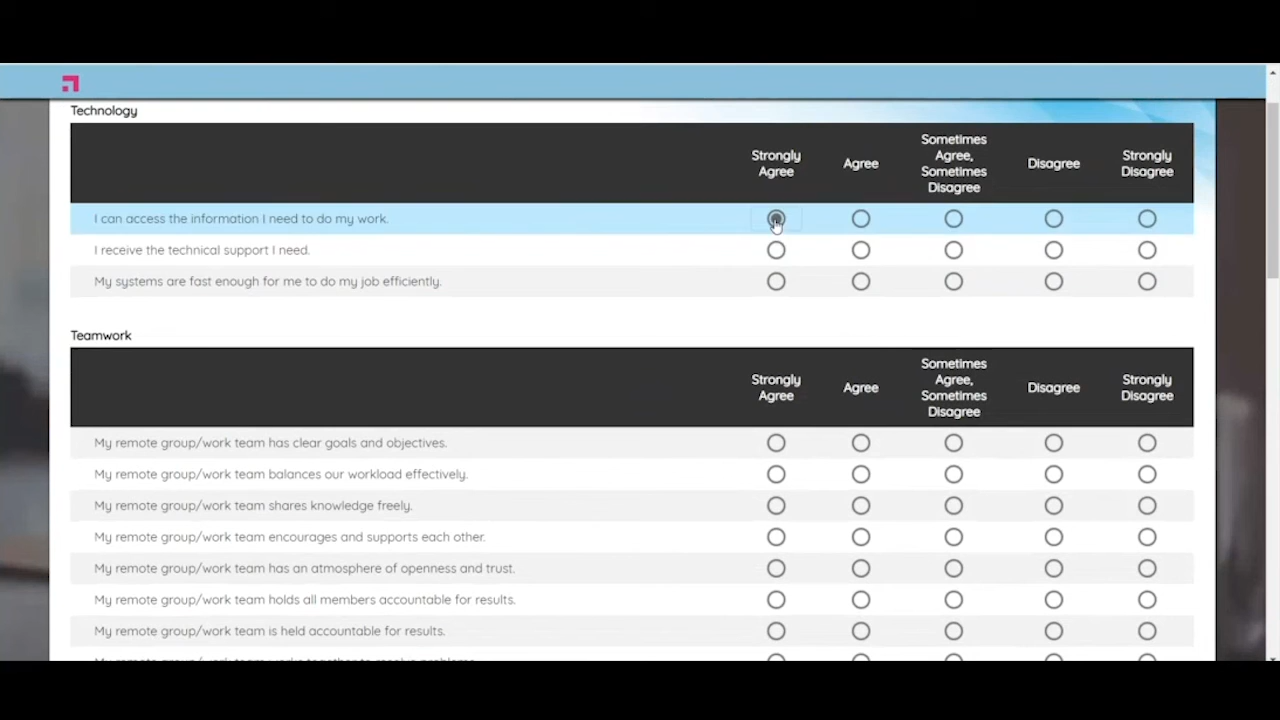 Technology
Strongly Agree
Agree
Sometimes Agree, Sometimes Disagree
Disagree
Strongly Disagree
I can access the information I need to do my work.
I receive the technical support I need.
My systems are fast enough for me to do my job efficiently.
Teamwork
Strongly Agree
Agree
Sometimes Agree, Sometimes Disagree
Disagree
Strongly Disagree
My remote group/work team has clear goals and objectives.
My remote group/work team balances our workload effectively.
My remote group/work team shares knowledge freely.
My remote group/work team encourages and supports each other.
My remote group/work team has an atmosphere of openness and trust.
My remote group/work team holds all members accountable for results.
My remote group/work team is held accountable for results.